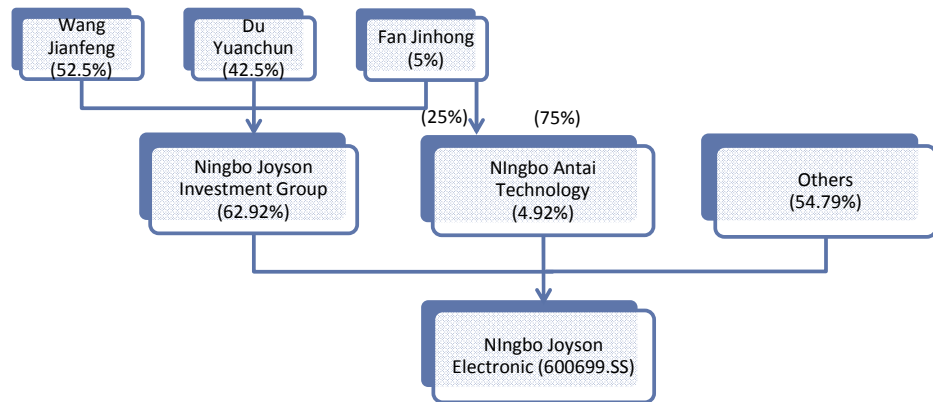 Wang
Jianfeng
(52.5%)
Du
Yuanchun
(42.5%)
Fan Jinhong
(5%)
(25%)
(75%)
Ningbo Joyson
Investment Group
(62.92%)
NIngbo Antai
Technology
(4.92%)
Others
(54.79%)
NIngbo Joyson
Electronic (600699.SS)